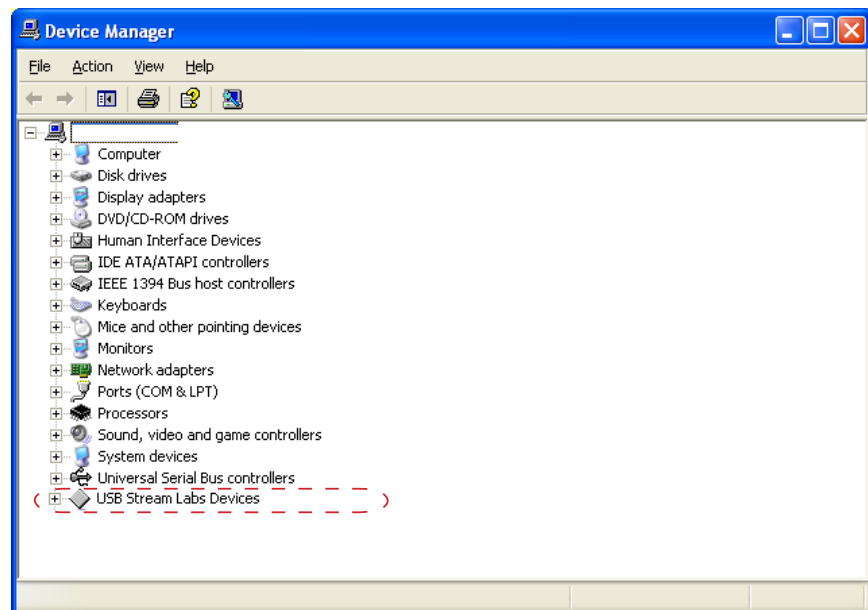 Device Manager
File Action View Help
Computer
Disk drives
Display adapters
DVD/CD-ROM drives
Human Interface Devices
IDE ATA/ATAPI controllers
IEEE 1394 Bus host controllers
Keyboards
Mice and other pointing devices
Monitors
Network adapters
Ports (COM & LPT)
Processors
Sound, video and game controllers
System devices
Universal Serial Bus controllers
USB Stream Labs Devices